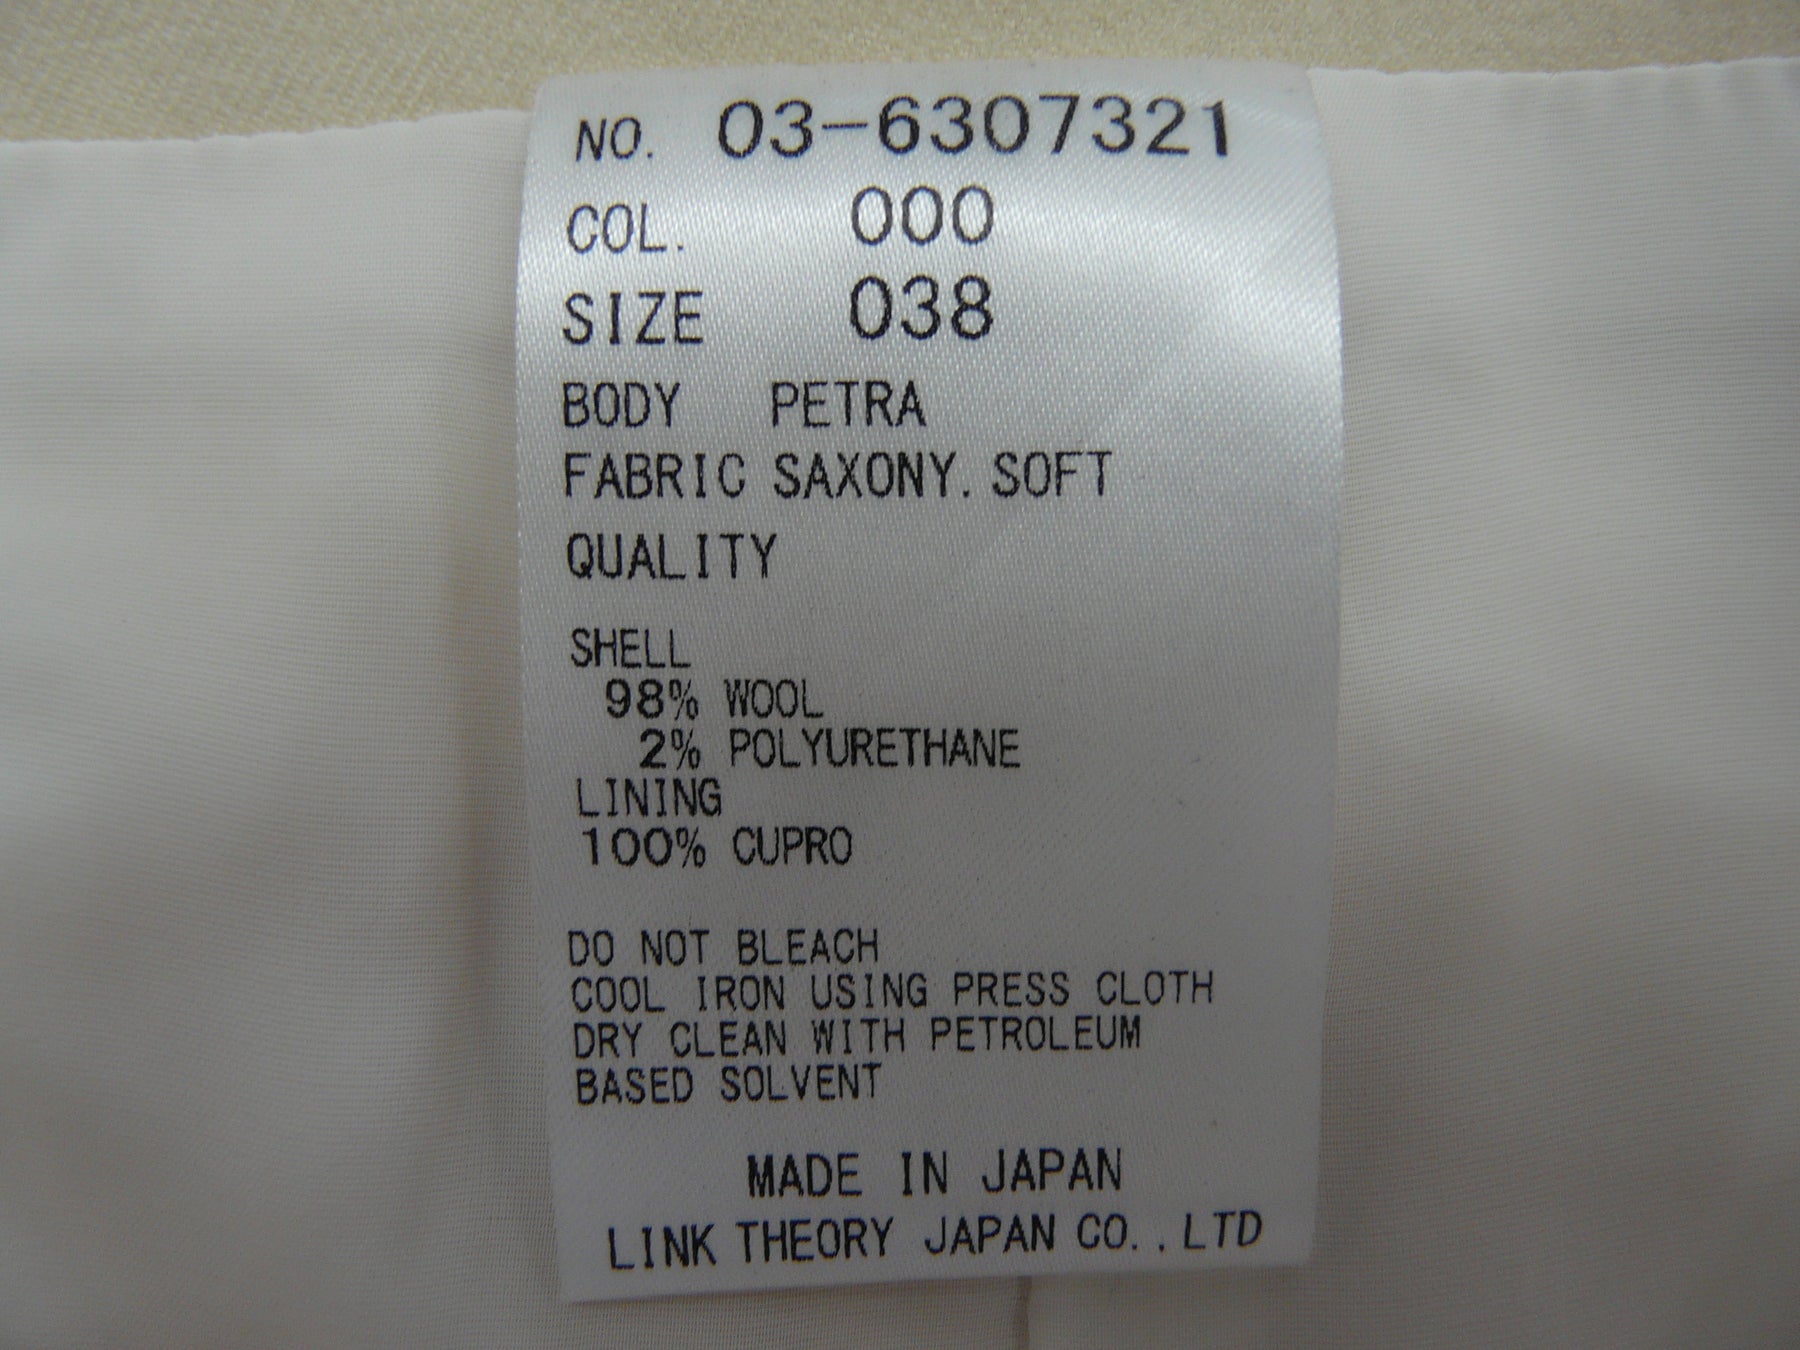 NO. 03-6307321
COL. 000
SIZE 038
BODY PETRA
FABRIC SAXONY. SOFT
QUALITY
SHELL
98% WOOL
2% POLYURETHANE
LINING
100% CUPRO
DO NOT BLEACH
COOL IRON USING PRESS CLOTH
DRY CLEAN WITH PETROLEUM
BASED SOLVENT
MADE IN JAPAN
LINK THEORY JAPAN CO., LTD